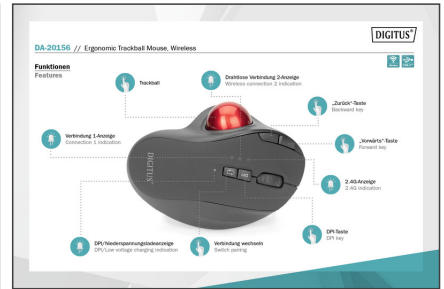 DIGITUS®
DA-20156 // Ergonomic Trackball Mouse, Wireless
Funktionen
Features
Trackball
Drahtlose Verbindung 2-Anzeige
Wireless connection 2 indication
„Zurück"-Taste
Backward key
Verbindung 1-Anzeige
Connection 1 indication
„Vorwärts"-Taste
Forward key
DIGITUS
2.4G-Anzeige
2.4G indication
DPI-Taste
DPI key
DPI/Niederspannungsladeanzeige
DPI/Low voltage charging indication
Verbindung wechseln
Switch pairing